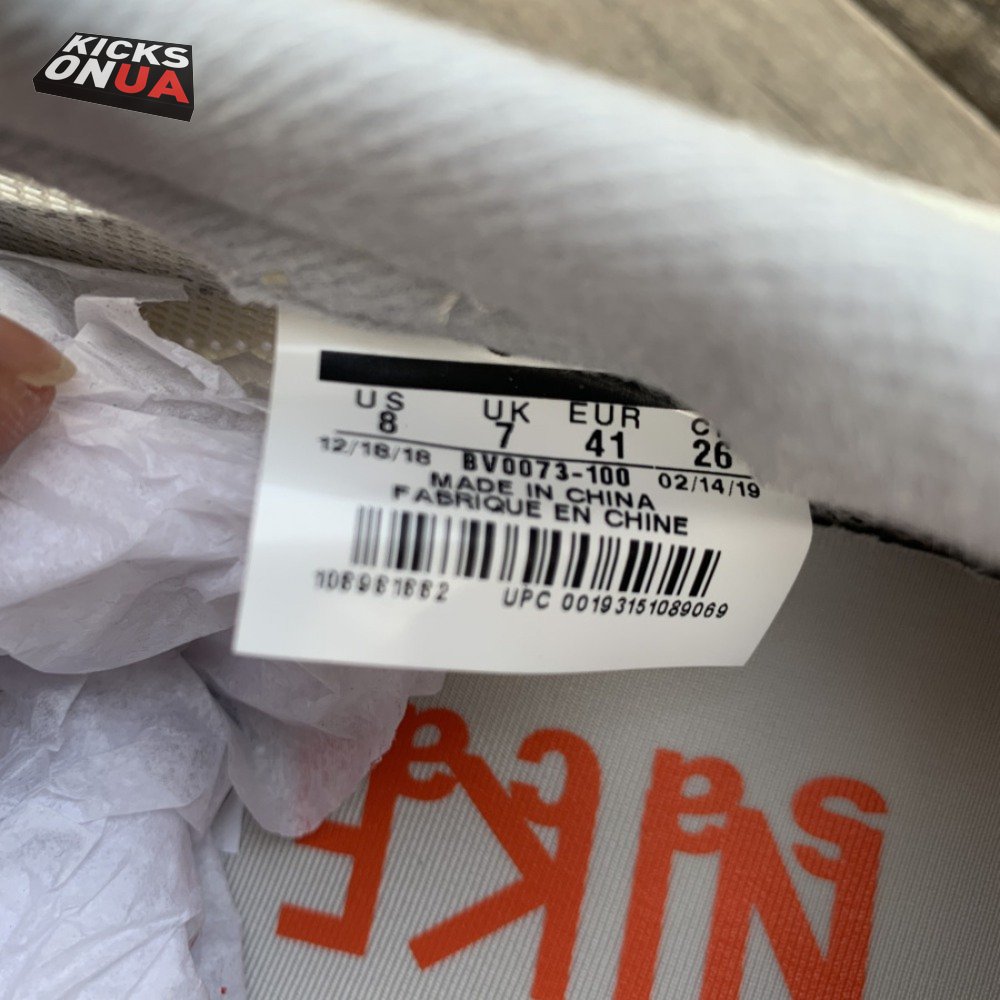 KICKS
ONUA
US UK EUR
8 7 41 26
12/18/18 BV0073-100 02/14/19
MADE IN CHINA
FABRIQUE EN CHINE
UPC 00193151089069
sacai
NIKE